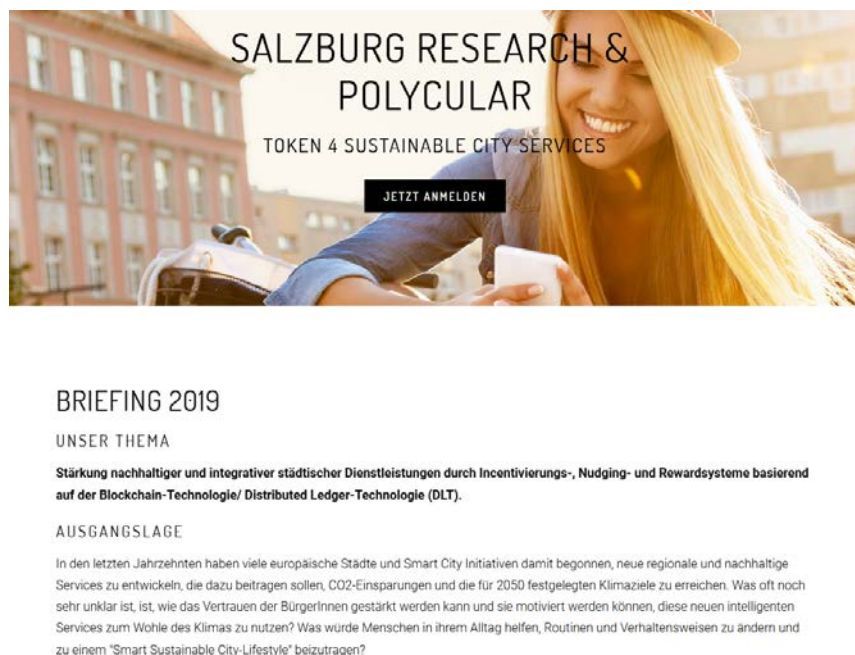 SALZBURG RESEARCH &
POLYCULAR
TOKEN 4 SUSTAINABLE CITY SERVICES
JETZT ANMELDEN
BRIEFING 2019
UNSER THEMA
Stärkung nachhaltiger und integrativer städtischer Dienstleistungen durch Incentivierungs-, Nudging- und Rewardsysteme basierend
auf der Blockchain-Technologie/ Distributed Ledger-Technologie (DLT).
AUSGANGSLAGE
In den letzten Jahrzehnten haben viele europäische Städte und Smart City Initiativen damit begonnen, neue regionale und nachhaltige
Services zu entwickeln, die dazu beitragen sollen, CO2-Einsparungen und die für 2050 festgelegten Klimaziele zu erreichen. Was oft noch
sehr unklar ist, ist, wie das Vertrauen der BürgerInnen gestärkt werden kann und sie motiviert werden können, diese neuen intelligenten
Services zum Wohle des Klimas zu nutzen? Was würde Menschen in ihrem Alltag helfen, Routinen und Verhaltensweisen zu ändern und
zu einem "Smart Sustainable City-Lifestyle" beizutragen?